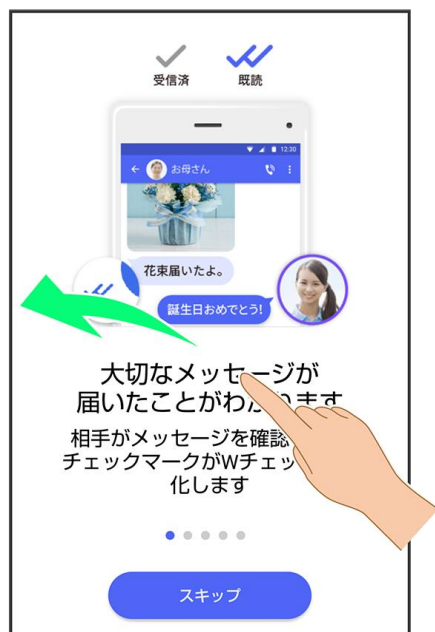 受信済 既読
12:30
お母さん
花束届いたよ。
誕生日おめでとう!
大切なメッセージが
届いたことがわかります
相手がメッセージを確認
チェックマークがWチェッ
化します
スキップ